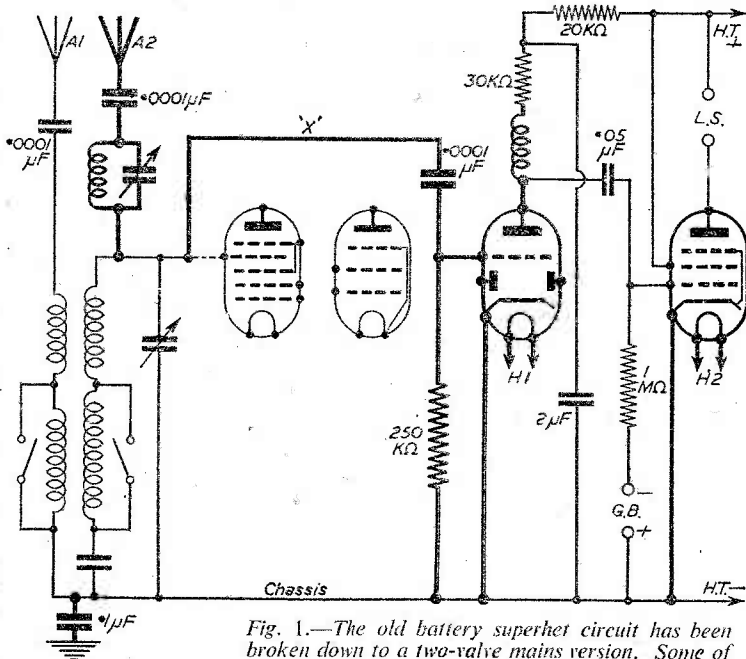 A1
A2
20KΩ
H.T.
+
·0001μF
30KΩ
'X'
L.S.
·0001
μF
·05
μF
·0001
μF
H1
H2
1
MΩ
250
KΩ
2μF
G.B.
−
+
Chassis
H.T.−
·1μF
Fig. 1.—The old battery superhet circuit has been
broken down to a two-valve mains version. Some of